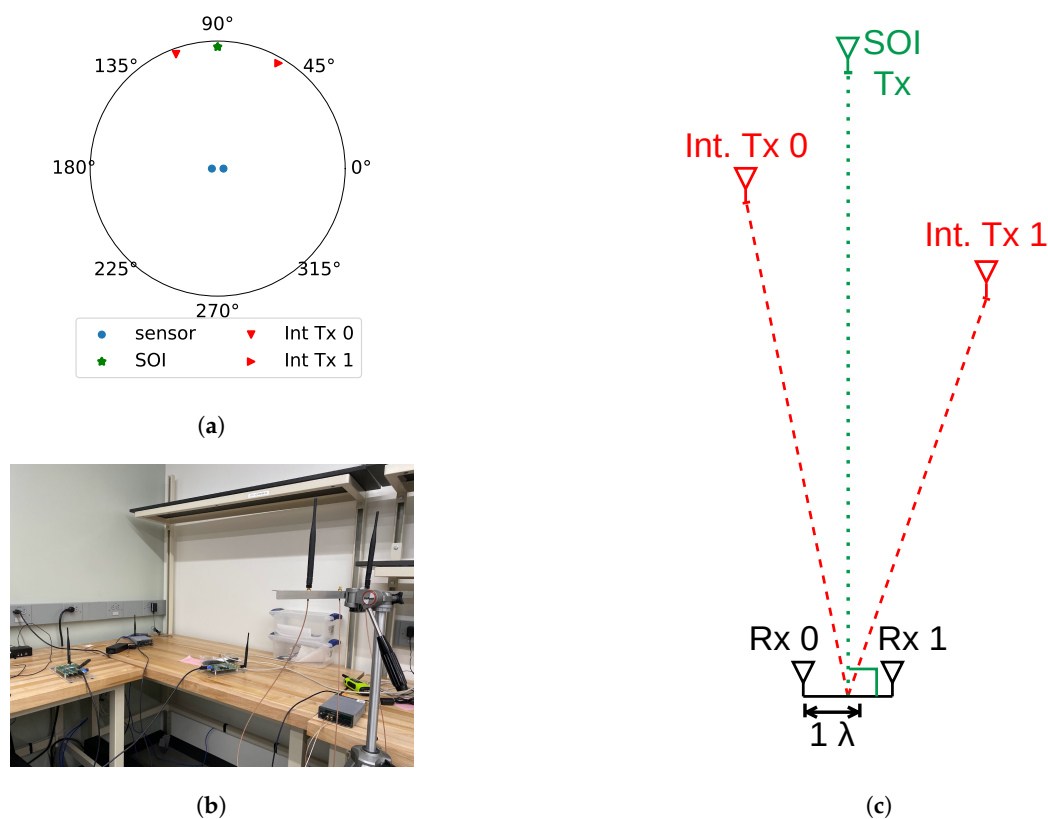 90°
135°
45°
180°
0°
225°
315°
270°
sensor
Int Tx 0
SOI
Int Tx 1
(a)
(b)
SOI
Tx
Int. Tx 0
Int. Tx 1
Rx 0
Rx 1
1 λ
(c)